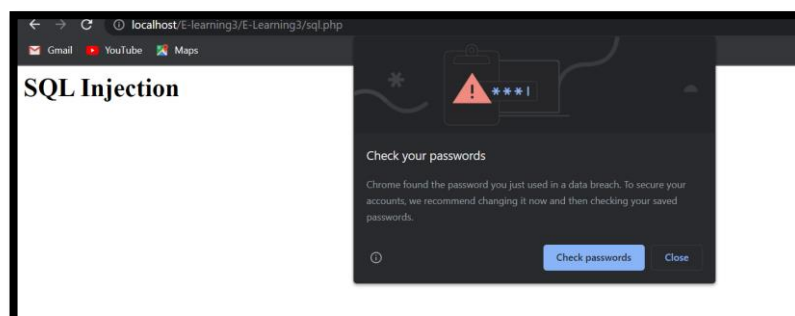 localhost/E-learning3/E-Learning3/sql.php
Gmail YouTube Maps
SQL Injection
***
Check your passwords
Chrome found the password you just used in a data breach. To secure your
accounts, we recommend changing it now and then checking your saved
passwords.
Check passwords Close